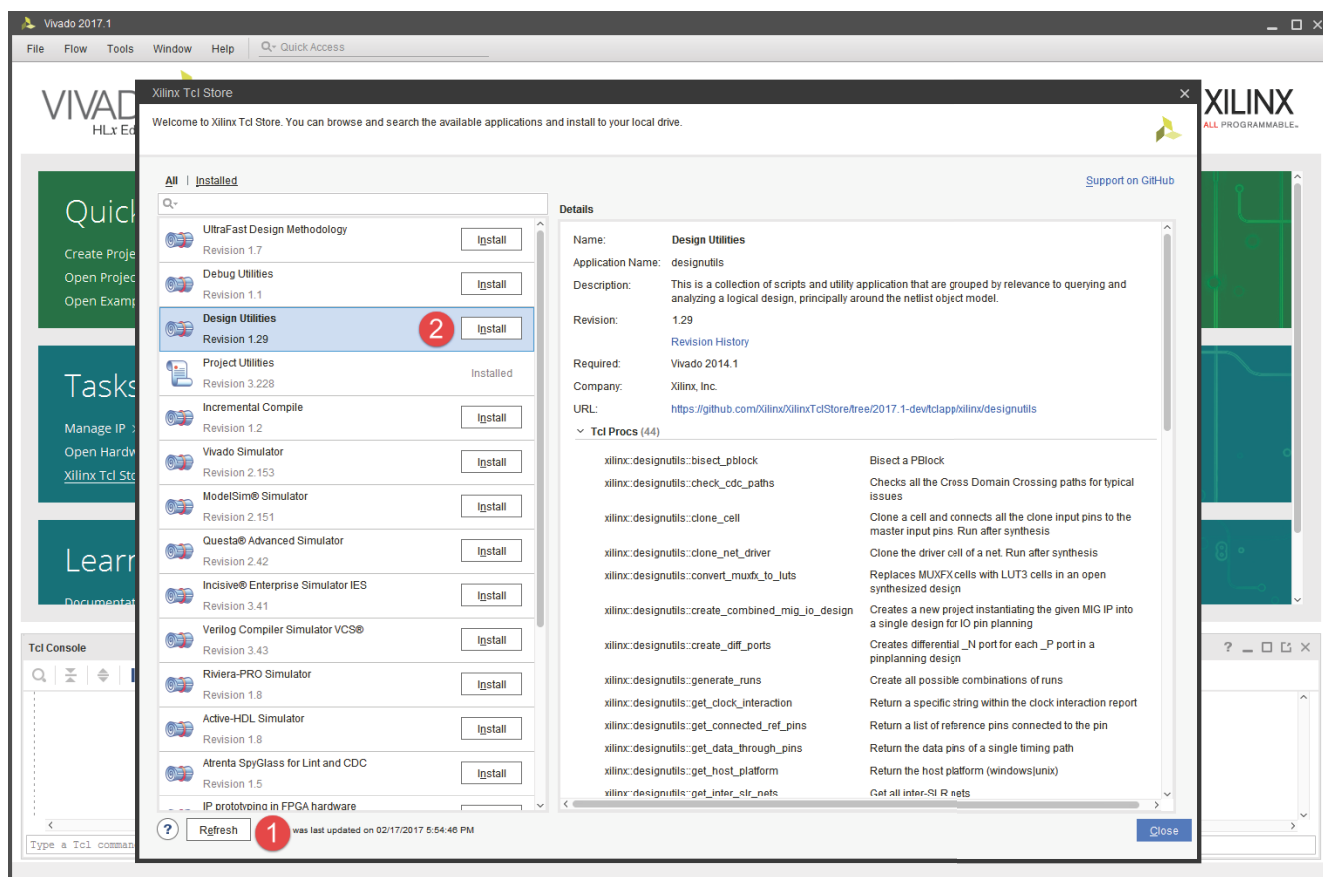 Vivado 2017.1
File Flow Tools Window Help Quick Access
VIVAD
HLx Ed
XILINX
ALL PROGRAMMABLE
Xilinx Tcl Store
Welcome to Xilinx Tcl Store. You can browse and search the available applications and install to your local drive.
All | Installed
Support on GitHub
Quick
Create Proje
Open Projec
Open Examp
Tasks
Manage IP >
Open Hardw
Xilinx Tcl Sto
Learn
Documentat
UltraFast Design Methodology
Revision 1.7
Install
Debug Utilities
Revision 1.1
Install
Design Utilities
Revision 1.29
2
Install
Project Utilities
Revision 3.228
Installed
Incremental Compile
Revision 1.2
Install
Vivado Simulator
Revision 2.153
Install
ModelSim® Simulator
Revision 2.151
Install
Questa® Advanced Simulator
Revision 2.42
Install
Incisive® Enterprise Simulator IES
Revision 3.41
Install
Verilog Compiler Simulator VCS®
Revision 3.43
Install
Riviera-PRO Simulator
Revision 1.8
Install
Active-HDL Simulator
Revision 1.8
Install
Atrenta SpyGlass for Lint and CDC
Revision 1.5
Install
IP prototyping in FPGA hardware
Details
Name: Design Utilities
Application Name: designutils
Description: This is a collection of scripts and utility application that are grouped by relevance to querying and
analyzing a logical design, principally around the netlist object model.
Revision: 1.29
Revision History
Required: Vivado 2014.1
Company: Xilinx, Inc.
URL: https://github.com/Xilinx/XilinxTclStore/tree/2017.1-dev/tclapp/xilinx/designutils
Tcl Procs (44)
xilinx::designutils::bisect_pblock Bisect a PBlock
xilinx::designutils::check_cdc_paths Checks all the Cross Domain Crossing paths for typical
issues
xilinx::designutils::clone_cell Clone a cell and connects all the clone input pins to the
master input pins. Run after synthesis
xilinx::designutils::clone_net_driver Clone the driver cell of a net. Run after synthesis
xilinx::designutils::convert_muxfx_to_luts Replaces MUXFX cells with LUT3 cells in an open
synthesized design
xilinx::designutils::create_combined_mig_io_design Creates a new project instantiating the given MIG IP into
a single design for IO pin planning
xilinx::designutils::create_diff_ports Creates differential _N port for each _P port in a
pinplanning design
xilinx::designutils::generate_runs Create all possible combinations of runs
xilinx::designutils::get_clock_interaction Return a specific string within the clock interaction report
xilinx::designutils::get_connected_ref_pins Return a list of reference pins connected to the pin
xilinx::designutils::get_data_through_pins Return the data pins of a single timing path
xilinx::designutils::get_host_platform Return the host platform (windows|unix)
xilinx::designutils::get_inter_slr_nets Get all inter-SLR nets
Tcl Console
? Refresh 1 was last updated on 02/17/2017 5:54:46 PM
Close
Type a Tcl comman